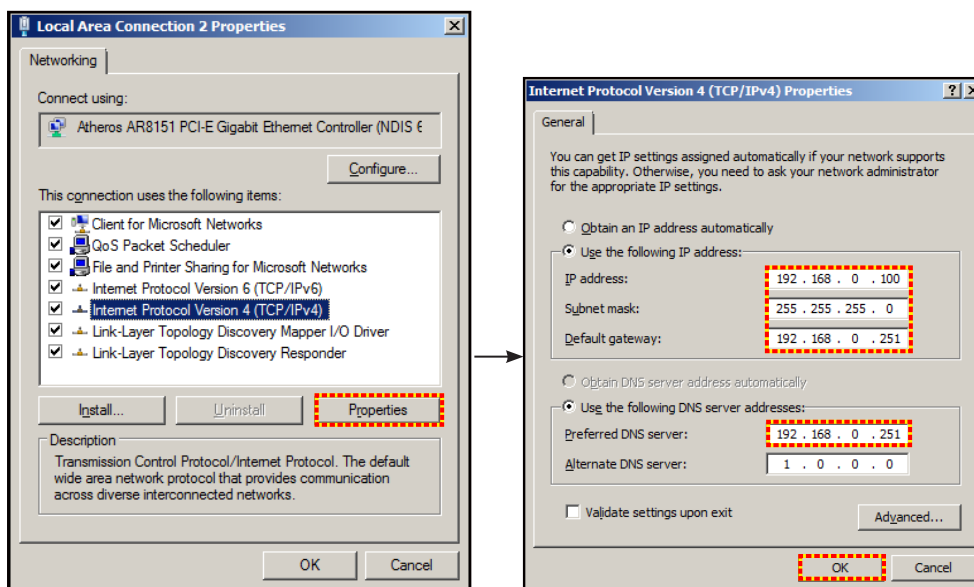 Local Area Connection 2 Properties
Networking
Connect using:
Atheros AR8151 PCI-E Gigabit Ethernet Controller (NDIS 6
Configure...
This connection uses the following items:
Client for Microsoft Networks
QoS Packet Scheduler
File and Printer Sharing for Microsoft Networks
Internet Protocol Version 6 (TCP/IPv6)
Internet Protocol Version 4 (TCP/IPv4)
Link-Layer Topology Discovery Mapper I/O Driver
Link-Layer Topology Discovery Responder
Install... Uninstall Properties
Description
Transmission Control Protocol/Internet Protocol. The default
wide area network protocol that provides communication
across diverse interconnected networks.
OK Cancel
Internet Protocol Version 4 (TCP/IPv4) Properties
General
You can get IP settings assigned automatically if your network supports
this capability. Otherwise, you need to ask your network administrator
for the appropriate IP settings.
Obtain an IP address automatically
Use the following IP address:
IP address: 192 . 168 . 0 . 100
Subnet mask: 255 . 255 . 255 . 0
Default gateway: 192 . 168 . 0 . 251
Obtain DNS server address automatically
Use the following DNS server addresses:
Preferred DNS server: 192 . 168 . 0 . 251
Alternate DNS server: 1 . 0 . 0 . 0
Validate settings upon exit
Advanced...
OK Cancel